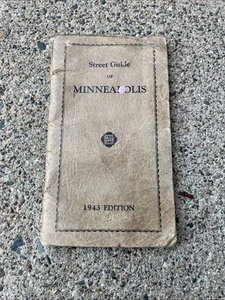 Street Guide
OF
MINNEAPOLIS
1943 EDITION